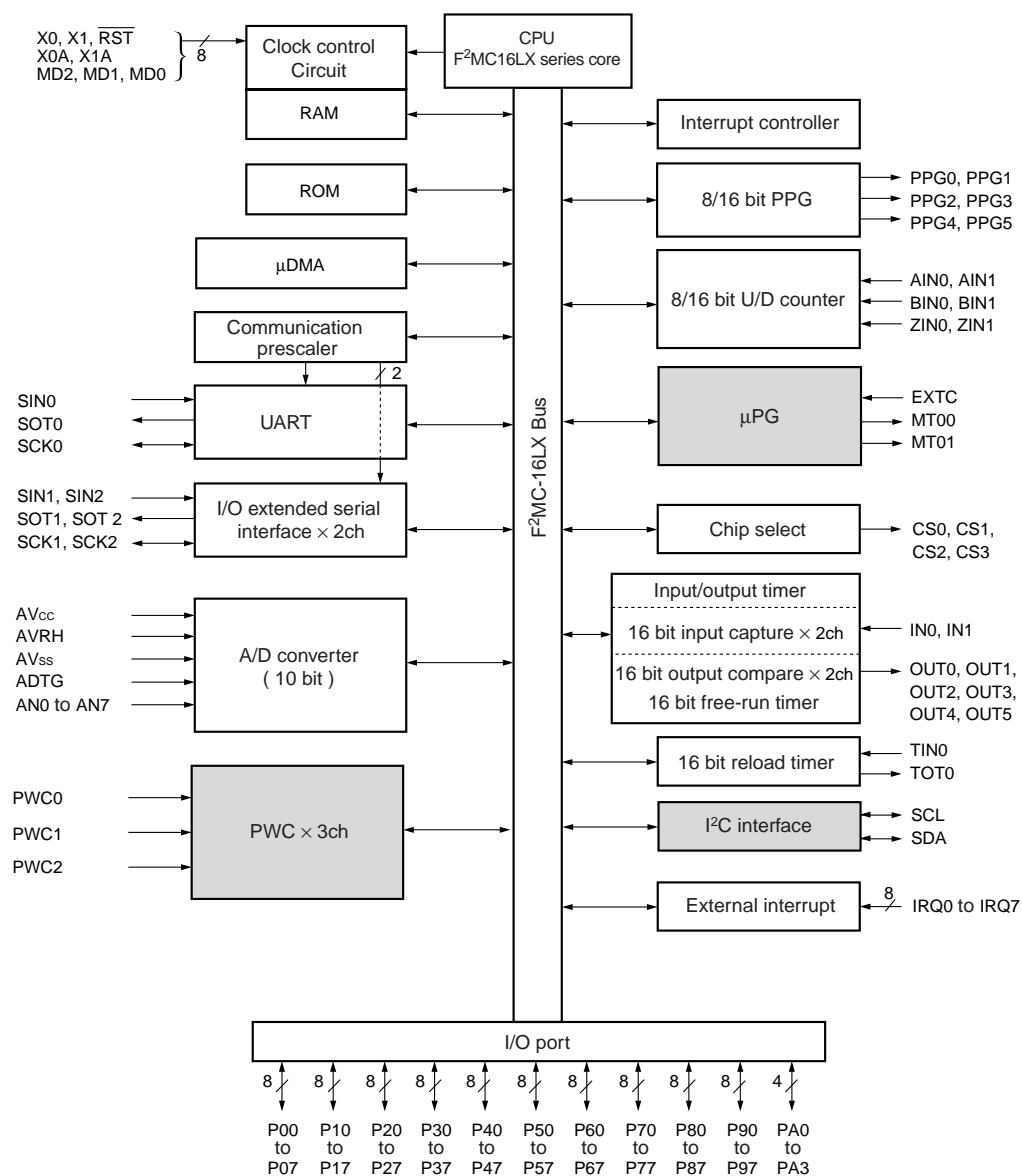 X0, X1, RST
X0A, X1A
MD2, MD1, MD0
8
Clock control
Circuit
CPU
F²MC16LX series core
RAM
ROM
μDMA
Communication
prescaler
2
SIN0
SOT0
SCK0
UART
SIN1, SIN2
SOT1, SOT 2
SCK1, SCK2
I/O extended serial
interface × 2ch
AVcc
AVRH
AVss
ADTG
AN0 to AN7
A/D converter
( 10 bit )
PWC0
PWC1
PWC2
PWC × 3ch
F²MC-16LX Bus
Interrupt controller
8/16 bit PPG
PPG0, PPG1
PPG2, PPG3
PPG4, PPG5
8/16 bit U/D counter
AIN0, AIN1
BIN0, BIN1
ZIN0, ZIN1
μPG
EXTC
MT00
MT01
Chip select
CS0, CS1,
CS2, CS3
Input/output timer
16 bit input capture × 2ch
16 bit output compare × 2ch
16 bit free-run timer
IN0, IN1
OUT0, OUT1,
OUT2, OUT3,
OUT4, OUT5
16 bit reload timer
TIN0
TOT0
I²C interface
SCL
SDA
External interrupt
8
IRQ0 to IRQ7
I/O port
8 8 8 8 8 8 8 8 8 8 4
P00 P10 P20 P30 P40 P50 P60 P70 P80 P90 PA0
to to to to to to to to to to to
P07 P17 P27 P37 P47 P57 P67 P77 P87 P97 PA3